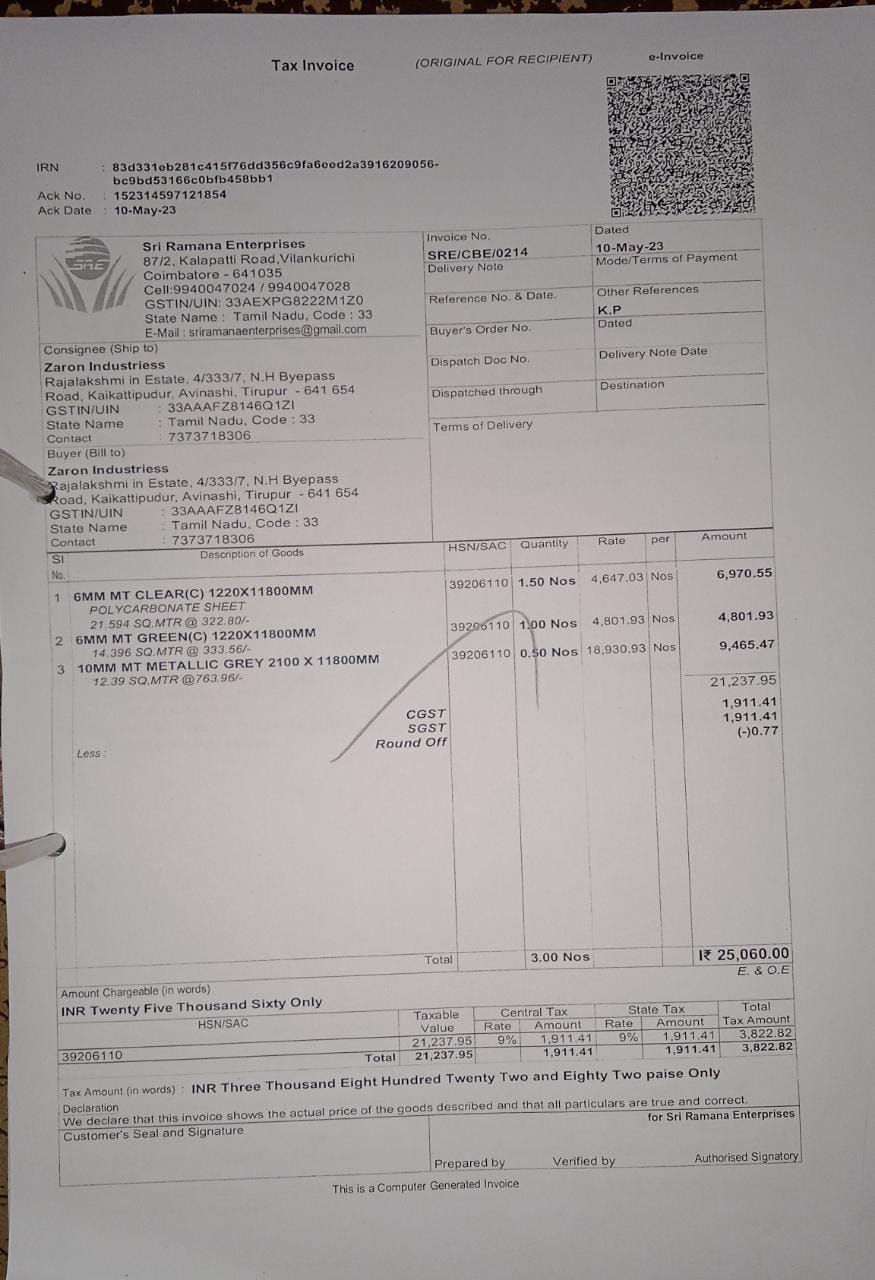 Tax Invoice
(ORIGINAL FOR RECIPIENT)
e-Invoice
IRN : 83d331eb281c415f76dd356c9fa6eed2a3916209056-
bc9bd53166c0bfb458bb1
Ack No. : 152314597121854
Ack Date : 10-May-23
SRE
Sri Ramana Enterprises
87/2, Kalapatti Road,Vilankurichi
Coimbatore - 641035
Cell:9940047024 / 9940047028
GSTIN/UIN: 33AEXPG8222M1Z0
State Name : Tamil Nadu, Code : 33
E-Mail : sriramanaenterprises@gmail.com
Invoice No.
SRE/CBE/0214
Dated
10-May-23
Delivery Note
Mode/Terms of Payment
Reference No. & Date.
Other References
K.P
Buyer's Order No.
Dated
Dispatch Doc No.
Delivery Note Date
Dispatched through
Destination
Terms of Delivery
Consignee (Ship to)
Zaron Industriess
Rajalakshmi in Estate, 4/333/7, N.H Byepass
Road, Kaikattipudur, Avinashi, Tirupur - 641 654
GSTIN/UIN : 33AAAFZ8146Q1ZI
State Name : Tamil Nadu, Code : 33
Contact : 7373718306
Buyer (Bill to)
Zaron Industriess
Rajalakshmi in Estate, 4/333/7, N.H Byepass
Road, Kaikattipudur, Avinashi, Tirupur - 641 654
GSTIN/UIN : 33AAAFZ8146Q1ZI
State Name : Tamil Nadu, Code : 33
Contact : 7373718306
Sl No. Description of Goods HSN/SAC Quantity Rate per Amount
1 6MM MT CLEAR(C) 1220X11800MM 39206110 1.50 Nos 4,647.03 Nos 6,970.55
POLYCARBONATE SHEET
21.594 SQ.MTR @ 322.80/-
2 6MM MT GREEN(C) 1220X11800MM 39206110 1.00 Nos 4,801.93 Nos 4,801.93
14.396 SQ.MTR @ 333.56/-
3 10MM MT METALLIC GREY 2100 X 11800MM 39206110 0.50 Nos 18,930.93 Nos 9,465.47
12.39 SQ.MTR @763.96/-
21,237.95
CGST 1,911.41
SGST 1,911.41
Round Off (-)0.77
Less :
Total 3.00 Nos I₹ 25,060.00
E. & O.E
Amount Chargeable (in words)
INR Twenty Five Thousand Sixty Only
HSN/SAC Taxable Value Central Tax State Tax Total Tax Amount
Rate Amount Rate Amount
39206110 21,237.95 9% 1,911.41 9% 1,911.41 3,822.82
Total 21,237.95 1,911.41 1,911.41 3,822.82
Tax Amount (in words) : INR Three Thousand Eight Hundred Twenty Two and Eighty Two paise Only
Declaration
We declare that this invoice shows the actual price of the goods described and that all particulars are true and correct.
Customer's Seal and Signature
for Sri Ramana Enterprises
Prepared by Verified by Authorised Signatory
This is a Computer Generated Invoice